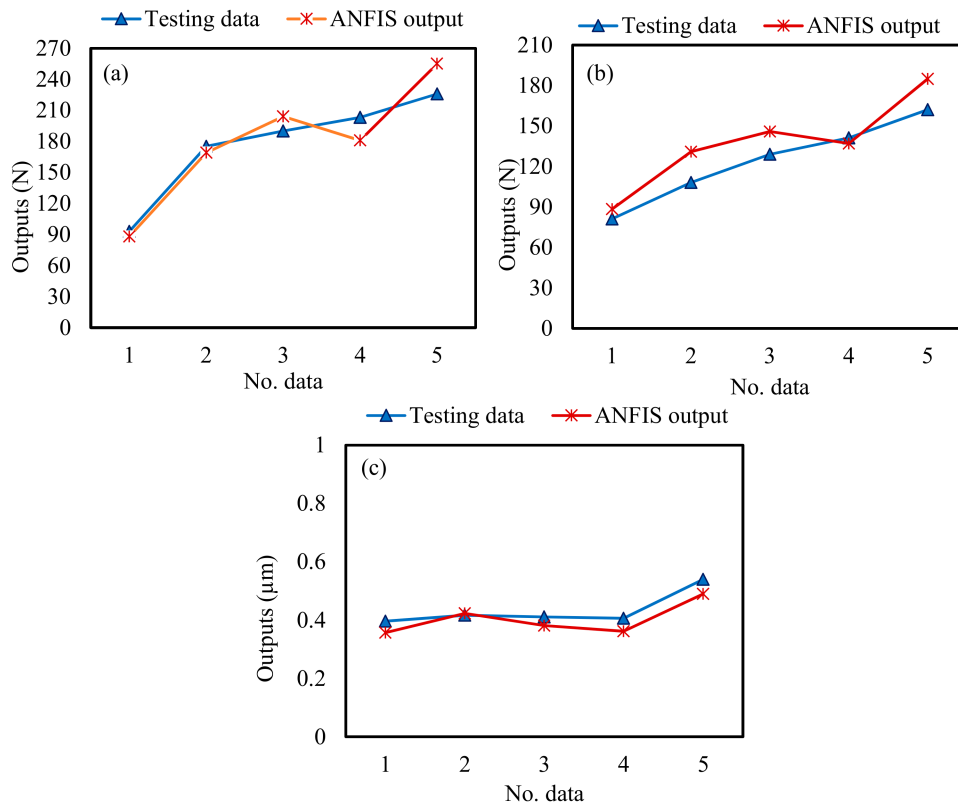 Testing data ANFIS output
(a)
Outputs (N)
270
240
210
180
150
120
90
60
30
0
1 2 3 4 5
No. data
Testing data ANFIS output
(b)
Outputs (N)
210
180
150
120
90
60
30
0
1 2 3 4 5
No. data
Testing data ANFIS output
(c)
Outputs (μm)
1
0.8
0.6
0.4
0.2
0
1 2 3 4 5
No. data